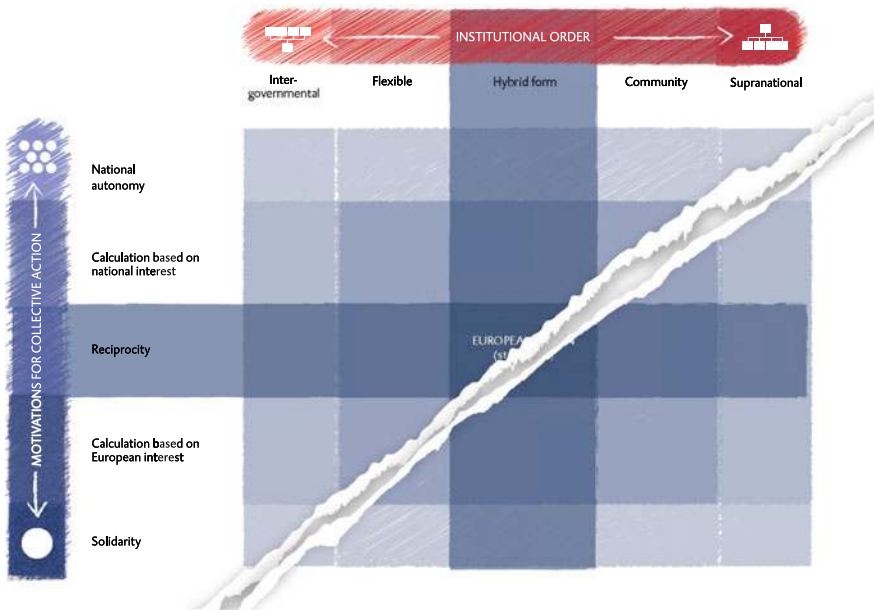 INSTITUTIONAL ORDER
Inter-
governmental
Flexible
Hybrid form
Community
Supranational
MOTIVATIONS FOR COLLECTIVE ACTION
National
autonomy
Calculation based on
national interest
Reciprocity
Calculation based on
European interest
Solidarity